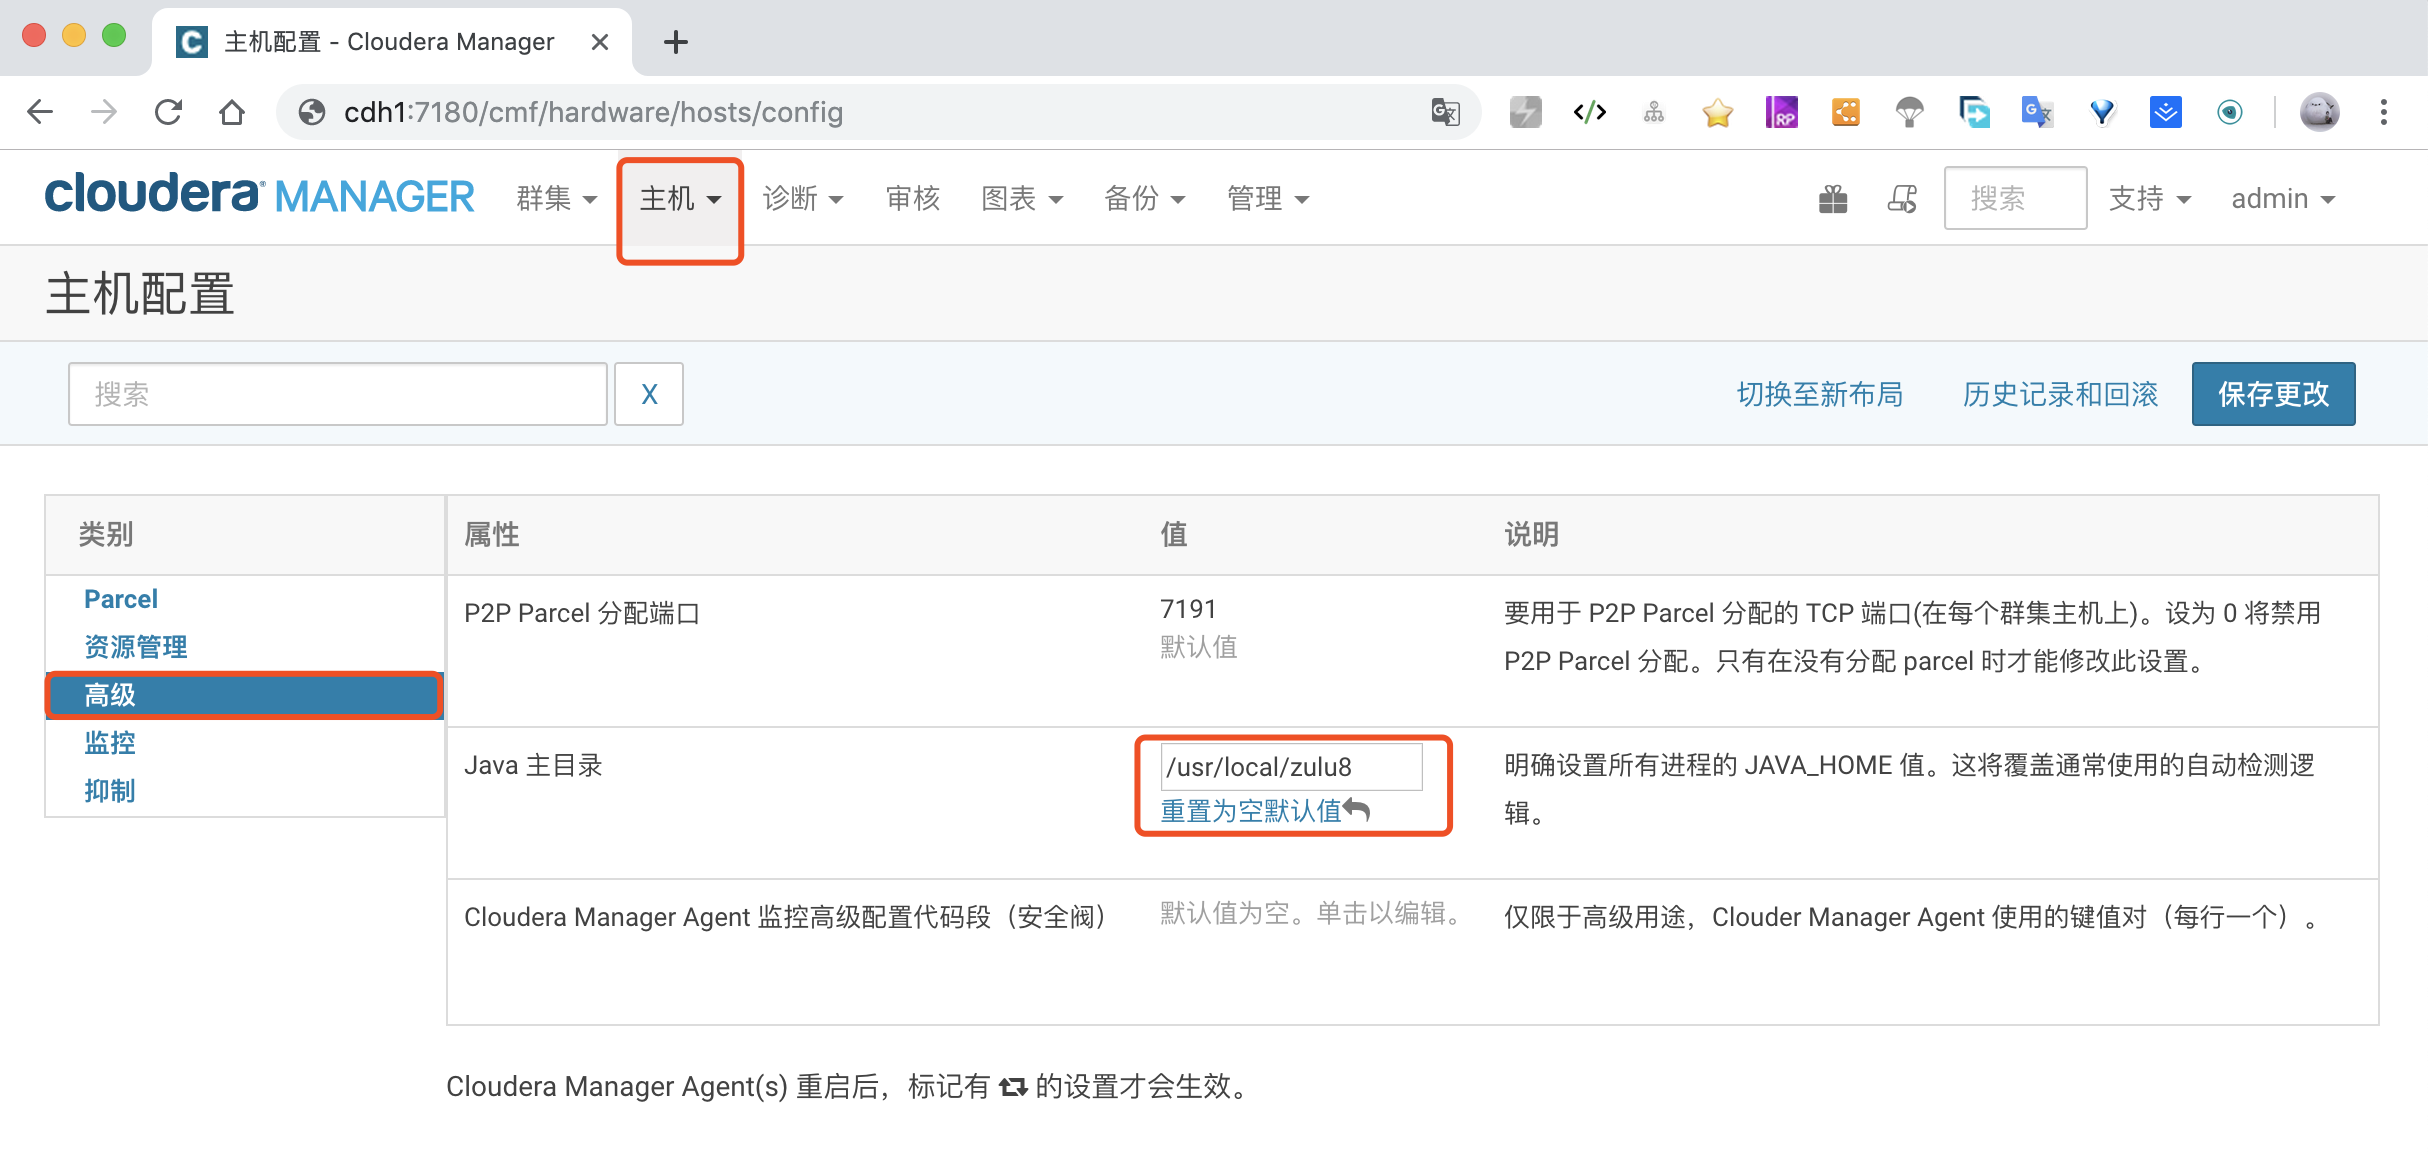 主机配置 - Cloudera Manager
cdh1:7180/cmf/hardware/hosts/config
cloudera MANAGER 群集 主机 诊断 审核 图表 备份 管理 搜索 支持 admin
主机配置
搜索 X 切换至新布局 历史记录和回滚 保存更改
类别 属性 值 说明
Parcel
资源管理
高级
监控
抑制
P2P Parcel 分配端口
7191
默认值
要用于 P2P Parcel 分配的 TCP 端口(在每个群集主机上)。设为 0 将禁用
P2P Parcel 分配。只有在没有分配 parcel 时才能修改此设置。
Java 主目录
/usr/local/zulu8
重置为空默认值
明确设置所有进程的 JAVA_HOME 值。这将覆盖通常使用的自动检测逻
辑。
Cloudera Manager Agent 监控高级配置代码段（安全阀）
默认值为空。单击以编辑。
仅限于高级用途，Clouder Manager Agent 使用的键值对（每行一个）。
Cloudera Manager Agent(s) 重启后，标记有 的设置才会生效。